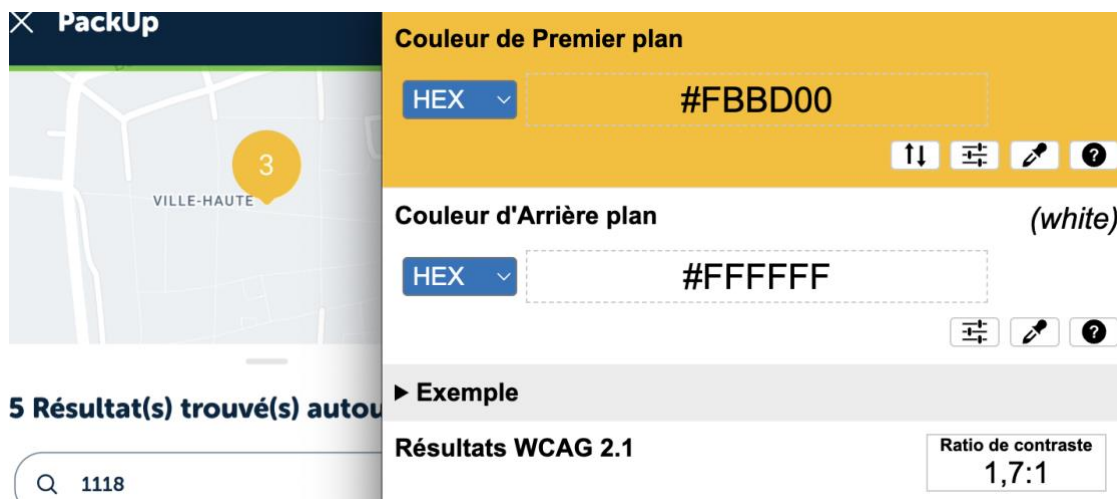 PackUp
3
VILLE-HAUTE
5 Résultat(s) trouvé(s) autou
1118
Couleur de Premier plan
HEX #FBBD00
?
Couleur d'Arrière plan (white)
HEX #FFFFFF
?
Exemple
Résultats WCAG 2.1
Ratio de contraste
1,7:1